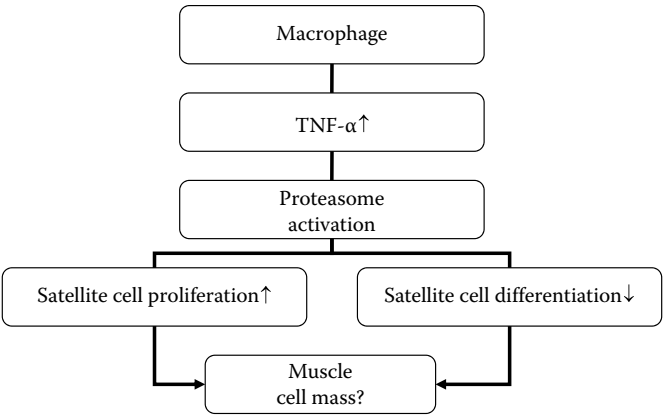 Macrophage
TNF-α↑
Proteasome
activation
Satellite cell proliferation↑
Satellite cell differentiation↓
Muscle
cell mass?